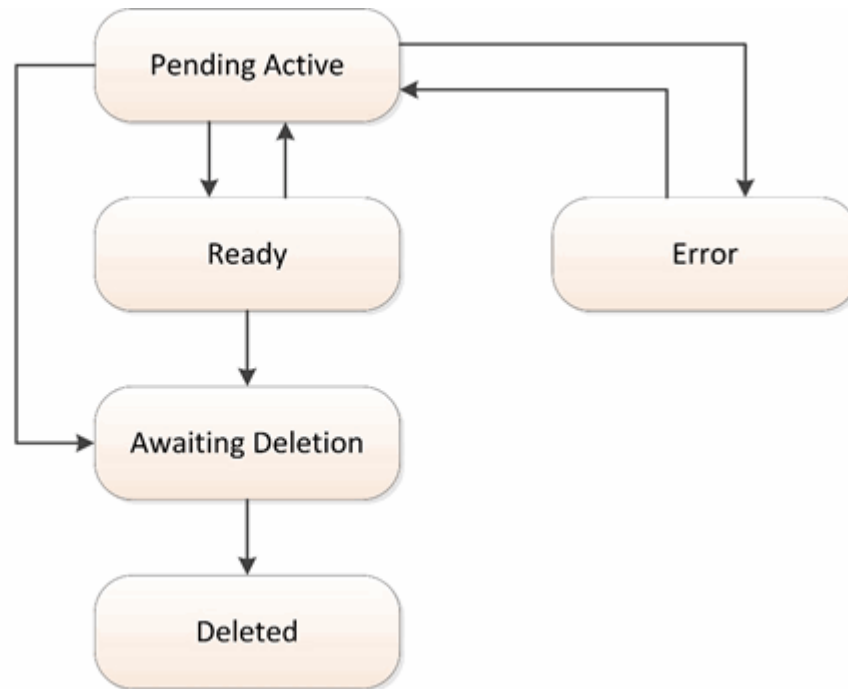 Pending Active
Ready
Error
Awaiting Deletion
Deleted